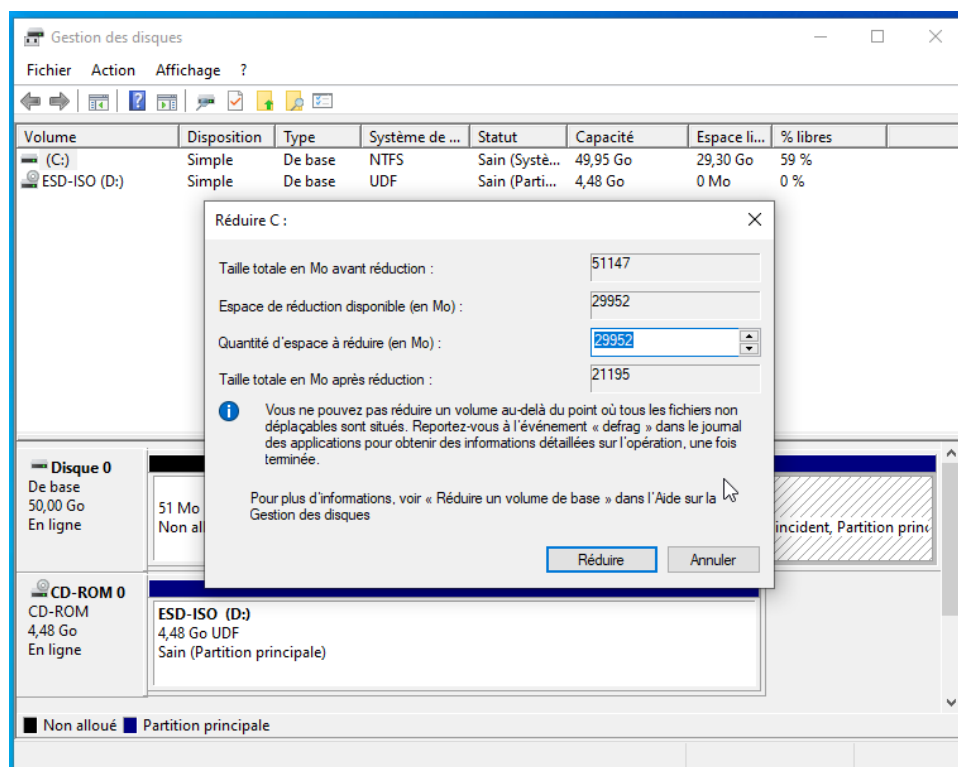 Gestion des disques
Fichier Action Affichage ?
Volume Disposition Type Système de ... Statut Capacité Espace li... % libres
(C:) Simple De base NTFS Sain (Systè... 49,95 Go 29,30 Go 59 %
ESD-ISO (D:) Simple De base UDF Sain (Parti... 4,48 Go 0 Mo 0 %
Réduire C :
Taille totale en Mo avant réduction : 51147
Espace de réduction disponible (en Mo) : 29952
Quantité d'espace à réduire (en Mo) : 29952
Taille totale en Mo après réduction : 21195
Vous ne pouvez pas réduire un volume au-delà du point où tous les fichiers non
déplaçables sont situés. Reportez-vous à l'événement « defrag » dans le journal
des applications pour obtenir des informations détaillées sur l'opération, une fois
terminée.
Pour plus d'informations, voir « Réduire un volume de base » dans l'Aide sur la
Gestion des disques
Réduire Annuler
Disque 0
De base
50,00 Go
En ligne
51 Mo
Non all
incident, Partition princ
CD-ROM 0
CD-ROM
4,48 Go
En ligne
ESD-ISO (D:)
4,48 Go UDF
Sain (Partition principale)
Non alloué Partition principale